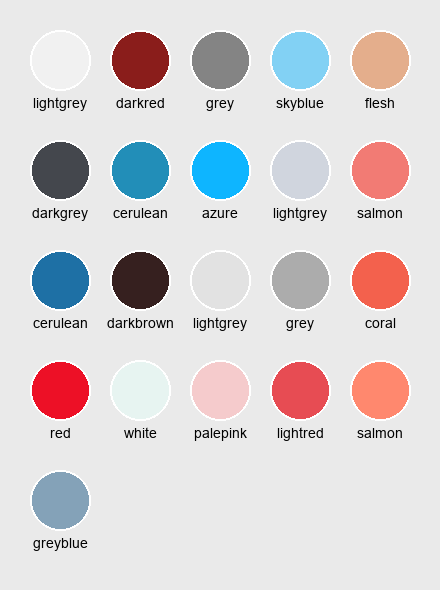 lightgrey darkred grey skyblue flesh
darkgrey cerulean azure lightgrey salmon
cerulean darkbrown lightgrey grey coral
red white palepink lightred salmon
greyblue